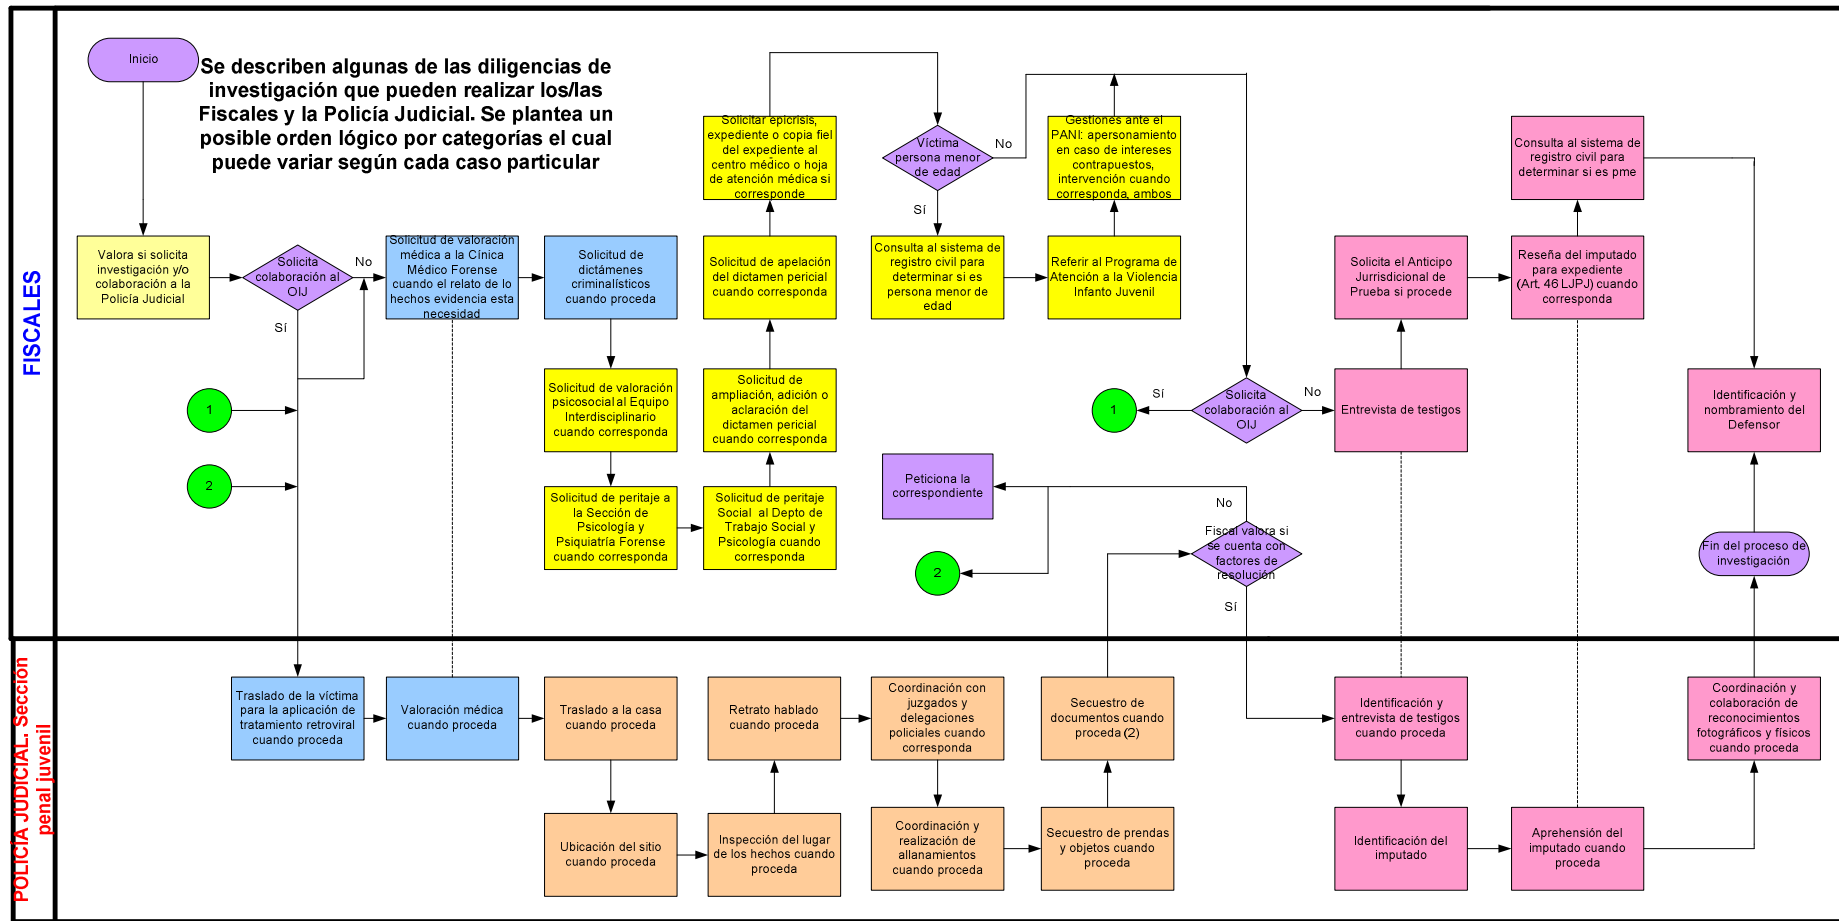 Inicio
Se describen algunas de las diligencias de
investigación que pueden realizar los/las
Fiscales y la Policía Judicial. Se plantea un
posible orden lógico por categorías el cual
puede variar según cada caso particular
FISCALES
Valora si solicita
investigación y/o
colaboración a la
Policía Judicial
Solicita
colaboración al
OIJ
No
Sí
Solicitud de valoración
médica a la Cínica
Médico Forense
cuando el relato de lo
hechos evidencia esta
necesidad
Solicitud de
dictámenes
criminalísticos
cuando proceda
Solicitud de valoración
psicosocial al Equipo
Interdisciplinario
cuando corresponda
Solicitud de peritaje a
la Sección de
Psicología y
Psiquiatría Forense
cuando corresponda
Solicitud de peritaje
Social al Depto de
Trabajo Social y
Psicología cuando
corresponda
Solicitud de
ampliación, adición o
aclaración del
dictamen pericial
cuando corresponda
Solicitud de apelación
del dictamen pericial
cuando corresponda
Solicitar epicrisis,
expediente o copia fiel
del expediente al
centro médico o hoja
de atención médica si
corresponde
Víctima
persona menor
de edad
No
Sí
Consulta al sistema de
registro civil para
determinar si es
persona menor de
edad
Referir al Programa de
Atención a la Violencia
Infanto Juvenil
Gestiones ante el
PANI: apersonamiento
en caso de intereses
contrapuestos,
intervención cuando
corresponda, ambos
1
2
Solicita
colaboración al
OIJ
Sí
No
1
Entrevista de testigos
Solicita el Anticipo
Jurrisdicional de
Prueba si procede
Reseña del imputado
para expediente
(Art, 46 LJPJ) cuando
corresponda
Consulta al sistema de
registro civil para
determinar si es pme
Identificación y
nombramiento del
Defensor
Peticiona la
correspondiente
2
No
Fiscal valora si
se cuenta con
factores de
resolución
Sí
Fin del proceso de
investigación
POLICÍA JUDICIAL. Sección
penal juvenil
Traslado de la víctima
para la aplicación de
tratamiento retroviral
cuando proceda
Valoración médica
cuando proceda
Traslado a la casa
cuando proceda
Ubicación del sitio
cuando proceda
Inspección del lugar
de los hechos cuando
proceda
Retrato hablado
cuando proceda
Coordinación con
juzgados y
delegaciones
policiales cuando
corresponda
Coordinación y
realización de
allanamientos
cuando proceda
Secuestro de prendas
y objetos cuando
proceda
Secuestro de
documentos cuando
proceda (2)
Identificación y
entrevista de testigos
cuando proceda
Identificación del
imputado
Aprehensión del
imputado cuando
proceda
Coordinación y
colaboración de
reconocimientos
fotográficos y físicos
cuando proceda